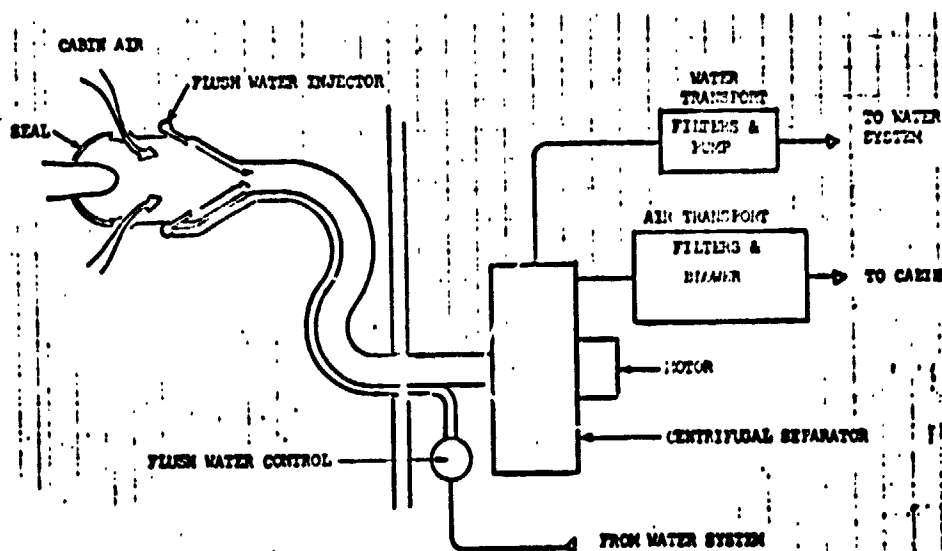 CABIN AIR
FLUSH WATER INJECTOR
SEAL
WATER
TRANSPORT
FILTERS &
PUMP
TO WATER
SYSTEM
AIR TRANSPORT
FILTERS &
BLOWER
TO CABIN
MOTOR
CENTRIFUGAL SEPARATOR
FLUSH WATER CONTROL
FROM WATER SYSTEM